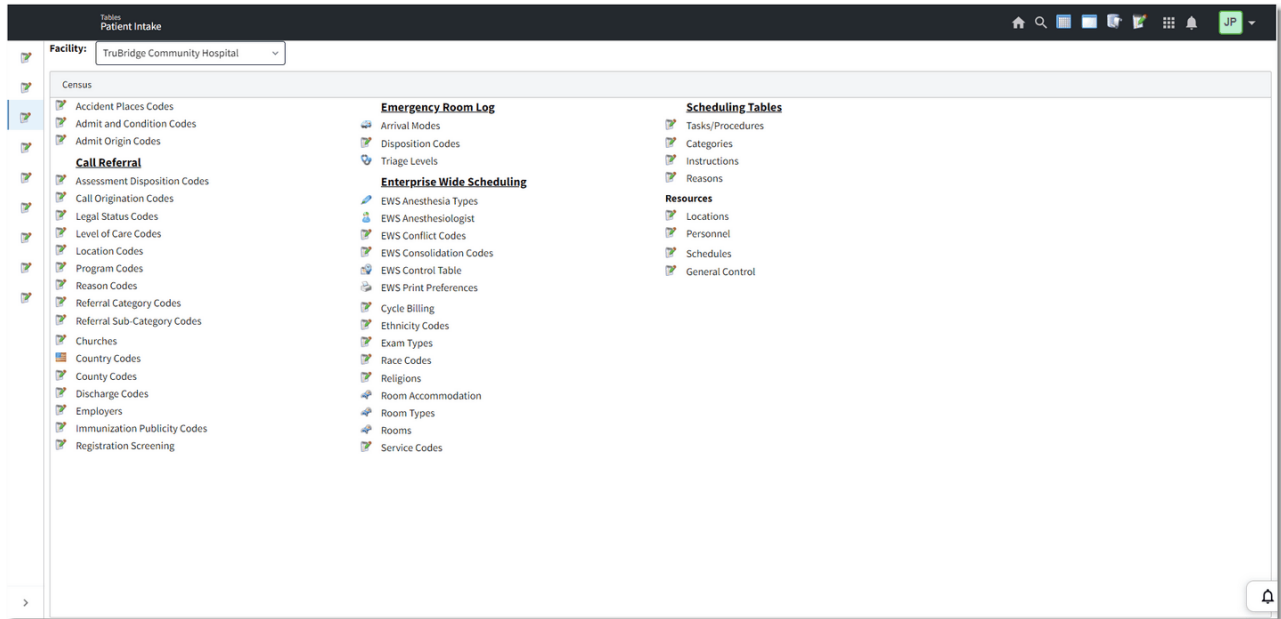 Tables
Patient Intake
JP
Facility:
TruBridge Community Hospital
Census
Accident Places Codes
Admit and Condition Codes
Admit Origin Codes
Call Referral
Assessment Disposition Codes
Call Origination Codes
Legal Status Codes
Level of Care Codes
Location Codes
Program Codes
Reason Codes
Referral Category Codes
Referral Sub-Category Codes
Churches
Country Codes
County Codes
Discharge Codes
Employers
Immunization Publicity Codes
Registration Screening
Emergency Room Log
Arrival Modes
Disposition Codes
Triage Levels
Enterprise Wide Scheduling
EWS Anesthesia Types
EWS Anesthesiologist
EWS Conflict Codes
EWS Consolidation Codes
EWS Control Table
EWS Print Preferences
Cycle Billing
Ethnicity Codes
Exam Types
Race Codes
Religions
Room Accommodation
Room Types
Rooms
Service Codes
Scheduling Tables
Tasks/Procedures
Categories
Instructions
Reasons
Resources
Locations
Personnel
Schedules
General Control